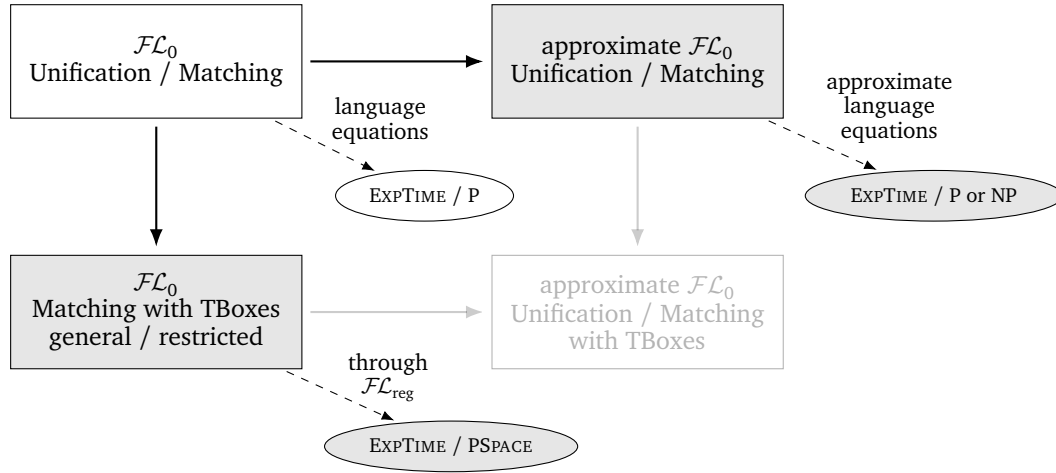 ℱℒ₀
Unification / Matching
approximate ℱℒ₀
Unification / Matching
language
equations
approximate
language
equations
EXPTIME / P
EXPTIME / P or NP
ℱℒ₀
Matching with TBoxes
general / restricted
approximate ℱℒ₀
Unification / Matching
with TBoxes
through
ℱℒreg
EXPTIME / PSPACE